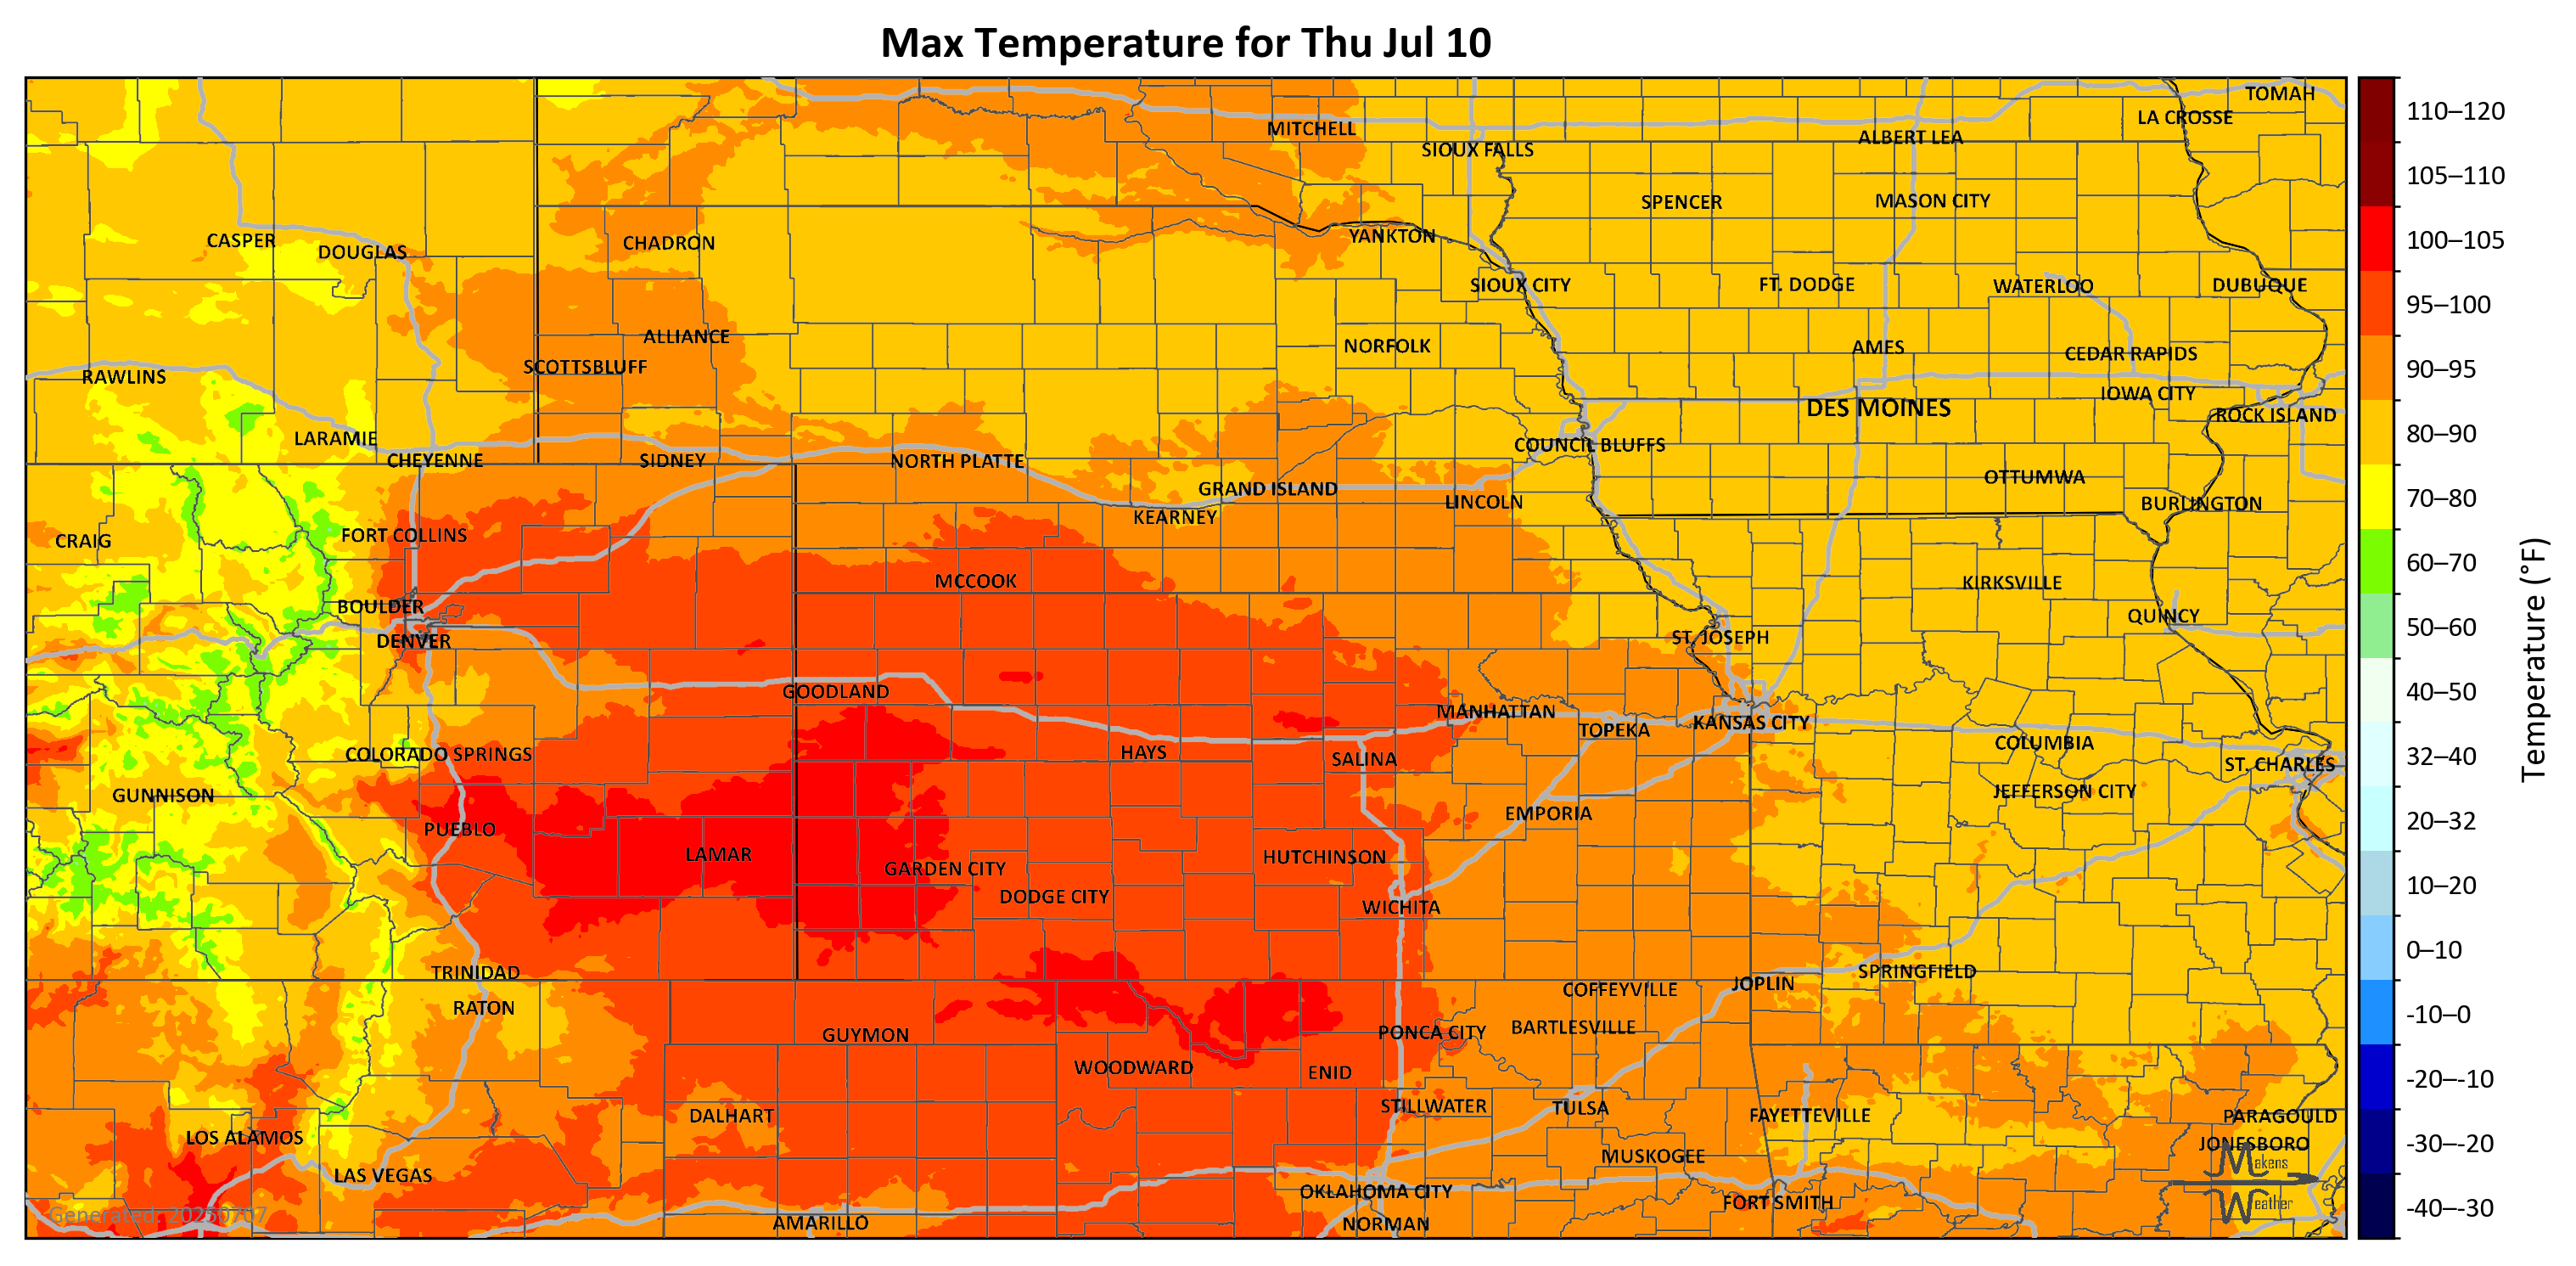 Max Temperature for Thu Jul 10
TOMAH
LA CROSSE
MITCHELL
ALBERT LEA
SIOUX FALLS
SPENCER
MASON CITY
CASPER
DOUGLAS
CHADRON
YANKTON
SIOUX CITY
FT. DODGE
WATERLOO
DUBUQUE
ALLIANCE
NORFOLK
AMES
CEDAR RAPIDS
SCOTTSBLUFF
RAWLINS
IOWA CITY
DES MOINES
ROCK ISLAND
LARAMIE
COUNCIL BLUFFS
CHEYENNE
SIDNEY
NORTH PLATTE
OTTUMWA
GRAND ISLAND
LINCOLN
BURLINGTON
KEARNEY
FORT COLLINS
CRAIG
MCCOOK
KIRKSVILLE
BOULDER
QUINCY
DENVER
ST. JOSEPH
GOODLAND
MANHATTAN
TOPEKA
KANSAS CITY
COLUMBIA
COLORADO SPRINGS
HAYS
SALINA
ST. CHARLES
GUNNISON
JEFFERSON CITY
EMPORIA
PUEBLO
LAMAR
HUTCHINSON
GARDEN CITY
DODGE CITY
WICHITA
TRINIDAD
SPRINGFIELD
JOPLIN
COFFEYVILLE
RATON
BARTLESVILLE
GUYMON
PONCA CITY
WOODWARD
ENID
STILLWATER
TULSA
DALHART
FAYETTEVILLE
PARAGOULD
LOS ALAMOS
JONESBORO
MUSKOGEE
LAS VEGAS
OKLAHOMA CITY
FORT SMITH
AMARILLO
NORMAN
Generated: 20250707
Makens
Weather
110–120
105–110
100–105
95–100
90–95
80–90
70–80
60–70
50–60
40–50
32–40
20–32
10–20
0–10
-10–0
-20–-10
-30–-20
-40–-30
Temperature (°F)